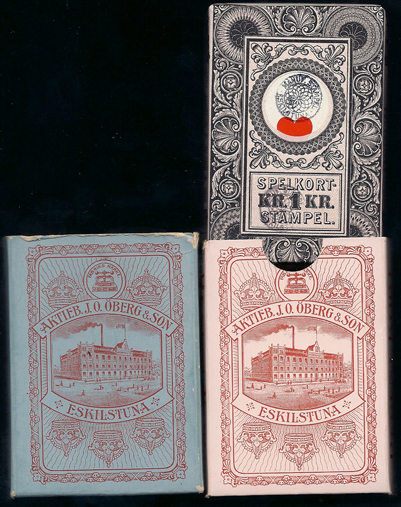 SPELKORT-
KR. 1 KR.
STÄMPEL.
AKTIEB. J. O. ÖBERG & SON
ESKILSTUNA
AKTIEB. J. O. ÖBERG & SON
ESKILSTUNA